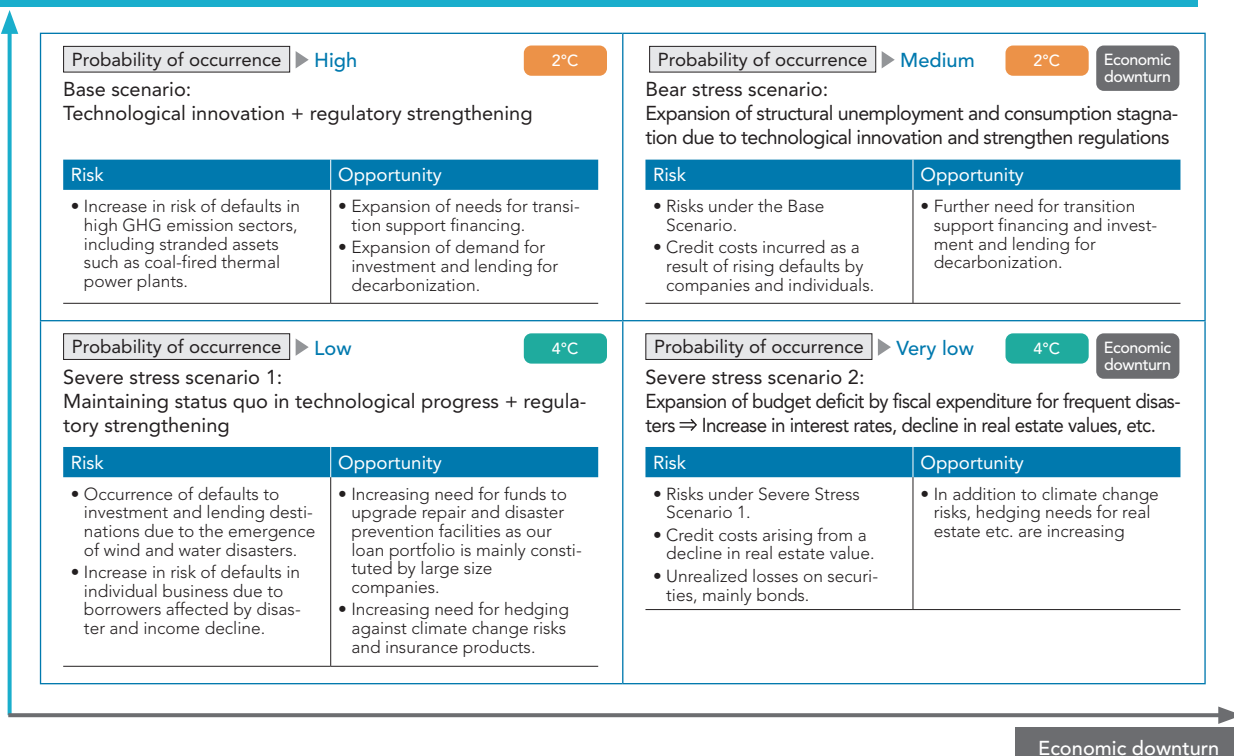 Probability of occurrence ▶ High
2°C
Base scenario:
Technological innovation + regulatory strengthening
Risk
Opportunity
• Increase in risk of defaults in
high GHG emission sectors,
including stranded assets
such as coal-fired thermal
power plants.
• Expansion of needs for transi-
tion support financing.
• Expansion of demand for
investment and lending for
decarbonization.
Probability of occurrence ▶ Medium
2°C
Economic
downturn
Bear stress scenario:
Expansion of structural unemployment and consumption stagna-
tion due to technological innovation and strengthen regulations
Risk
Opportunity
• Risks under the Base
Scenario.
• Credit costs incurred as a
result of rising defaults by
companies and individuals.
• Further need for transition
support financing and invest-
ment and lending for
decarbonization.
Probability of occurrence ▶ Low
4°C
Severe stress scenario 1:
Maintaining status quo in technological progress + regula-
tory strengthening
Risk
Opportunity
• Occurrence of defaults to
investment and lending desti-
nations due to the emergence
of wind and water disasters.
• Increase in risk of defaults in
individual business due to
borrowers affected by disas-
ter and income decline.
• Increasing need for funds to
upgrade repair and disaster
prevention facilities as our
loan portfolio is mainly consti-
tuted by large size
companies.
• Increasing need for hedging
against climate change risks
and insurance products.
Probability of occurrence ▶ Very low
4°C
Economic
downturn
Severe stress scenario 2:
Expansion of budget deficit by fiscal expenditure for frequent disas-
ters ⇒ Increase in interest rates, decline in real estate values, etc.
Risk
Opportunity
• Risks under Severe Stress
Scenario 1.
• Credit costs arising from a
decline in real estate value.
• Unrealized losses on securi-
ties, mainly bonds.
• In addition to climate change
risks, hedging needs for real
estate etc. are increasing
Economic downturn